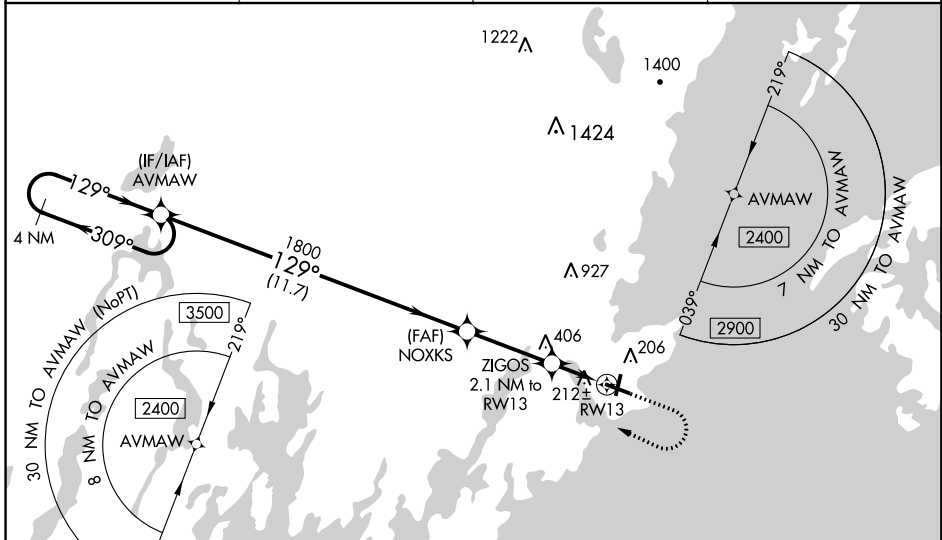 1222
1400
1424
219°
(IF/IAF)
AVMAW
129°
4 NM
309°
AVMAW
2400
7 NM TO AVMAW
30 NM TO AVMAW
1800
129°
(11.7)
927
039°
2900
30 NM TO AVMAW (NoPT)
3500
219°
8 NM TO AVMAW
2400
AVMAW
(FAF)
NOXKS
406
206
ZIGOS
2.1 NM to
RW13
212±
RW13